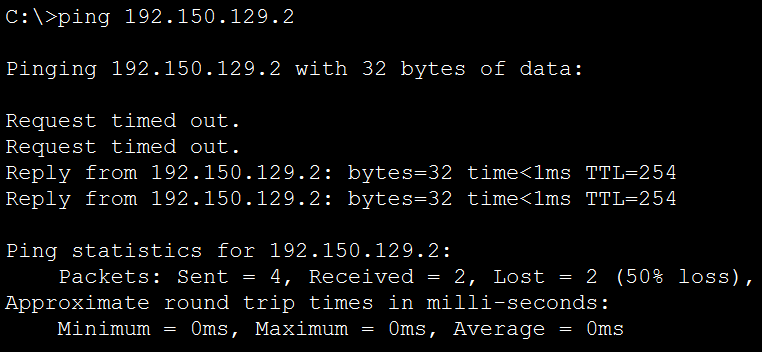 C:\>ping 192.150.129.2
Pinging 192.150.129.2 with 32 bytes of data:
Request timed out.
Request timed out.
Reply from 192.150.129.2: bytes=32 time<1ms TTL=254
Reply from 192.150.129.2: bytes=32 time<1ms TTL=254
Ping statistics for 192.150.129.2:
    Packets: Sent = 4, Received = 2, Lost = 2 (50% loss),
Approximate round trip times in milli-seconds:
    Minimum = 0ms, Maximum = 0ms, Average = 0ms